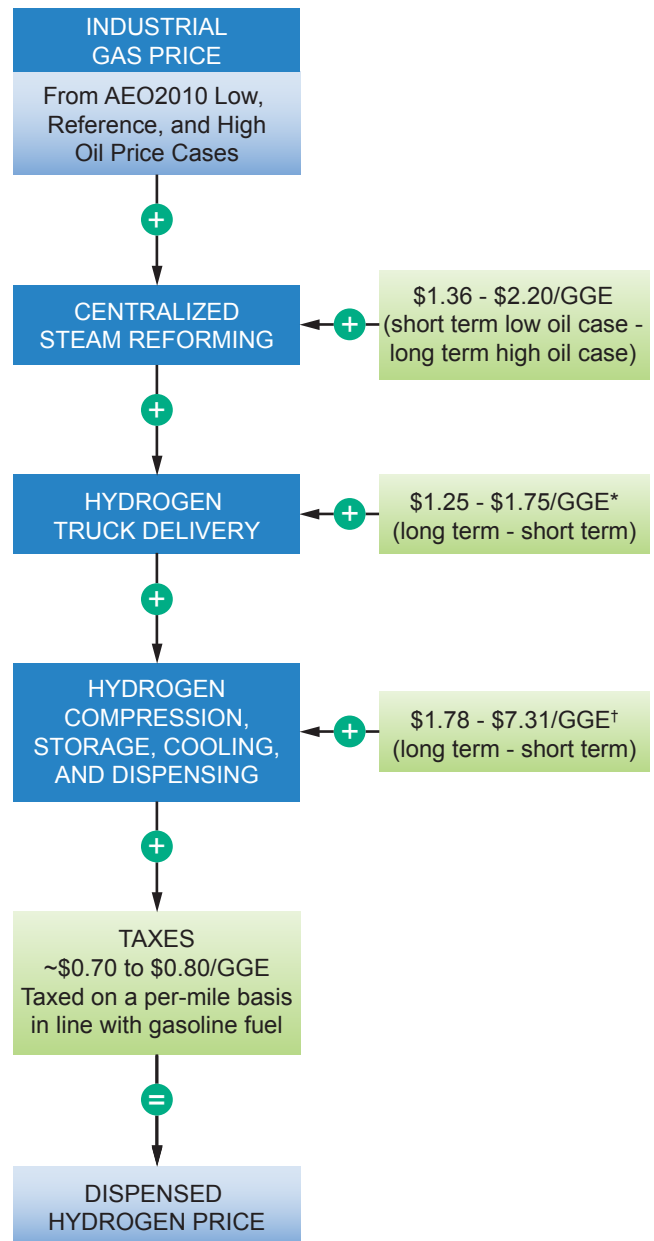 INDUSTRIAL
GAS PRICE
From AEO2010 Low,
Reference, and High
Oil Price Cases
+
CENTRALIZED
STEAM REFORMING
+
$1.36 - $2.20/GGE
(short term low oil case -
long term high oil case)
+
HYDROGEN
TRUCK DELIVERY
+
$1.25 - $1.75/GGE*
(long term - short term)
+
HYDROGEN
COMPRESSION,
STORAGE, COOLING,
AND DISPENSING
+
$1.78 - $7.31/GGE†
(long term - short term)
+
TAXES
~$0.70 to $0.80/GGE
Taxed on a per-mile basis
in line with gasoline fuel
=
DISPENSED
HYDROGEN PRICE